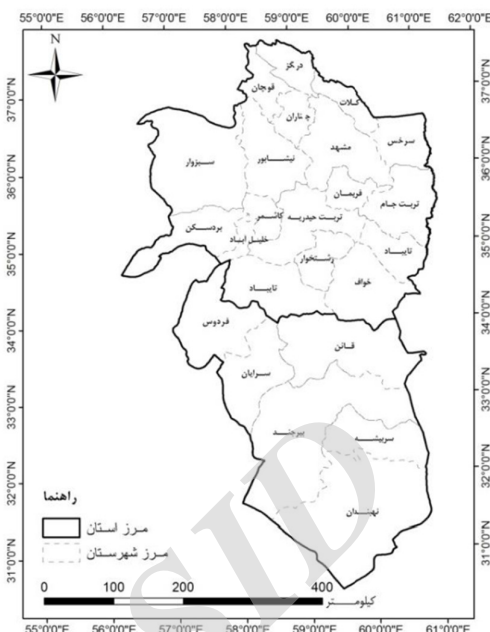 55°0'0"E 56°0'0"E 57°0'0"E 58°0'0"E 59°0'0"E 60°0'0"E 61°0'0"E 62°0'0"E
N
37°0'0"N 36°0'0"N 35°0'0"N 34°0'0"N 33°0'0"N 32°0'0"N 31°0'0"N
درگز
قوچان
کلات
چناران
سرخس
مشهد
نیشابور
سبزوار
فریمان
تربت جام
کاشمر
تربت حیدریه
بردسکن
خلیل آباد
تایباد
رشتخوار
خواف
تایباد
فردوس
قائن
سرایان
بیرجند
سربیشه
نهبندان
راهنما
مرز استان
مرز شهرستان
0 100 200 400
کیلومتر
37°0'0"N 36°0'0"N 35°0'0"N 34°0'0"N 33°0'0"N 32°0'0"N 31°0'0"N
55°0'0"E 56°0'0"E 57°0'0"E 58°0'0"E 59°0'0"E 60°0'0"E 61°0'0"E
SID